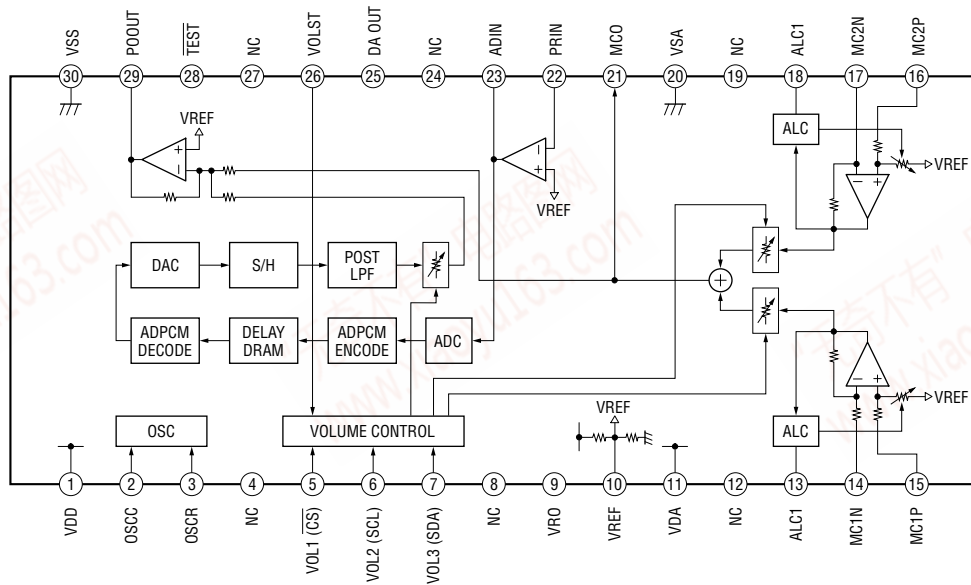 VSS
POOUT
TEST
NC
VOLST
DA OUT
NC
ADIN
PRIN
MCO
VSA
NC
ALC1
MC2N
MC2P
30
29
28
27
26
25
24
23
22
21
20
19
18
17
16
VREF
+
−
−
+
VREF
ALC
VREF
−
+
DAC
S/H
POST
LPF
+
ADPCM
DECODE
DELAY
DRAM
ADPCM
ENCODE
ADC
−
+
VREF
OSC
VOLUME CONTROL
VREF
ALC
1
2
3
4
5
6
7
8
9
10
11
12
13
14
15
VDD
OSCC
OSCR
NC
VOL1 (CS)
VOL2 (SCL)
VOL3 (SDA)
NC
VRO
VREF
VDA
NC
ALC1
MC1N
MC1P